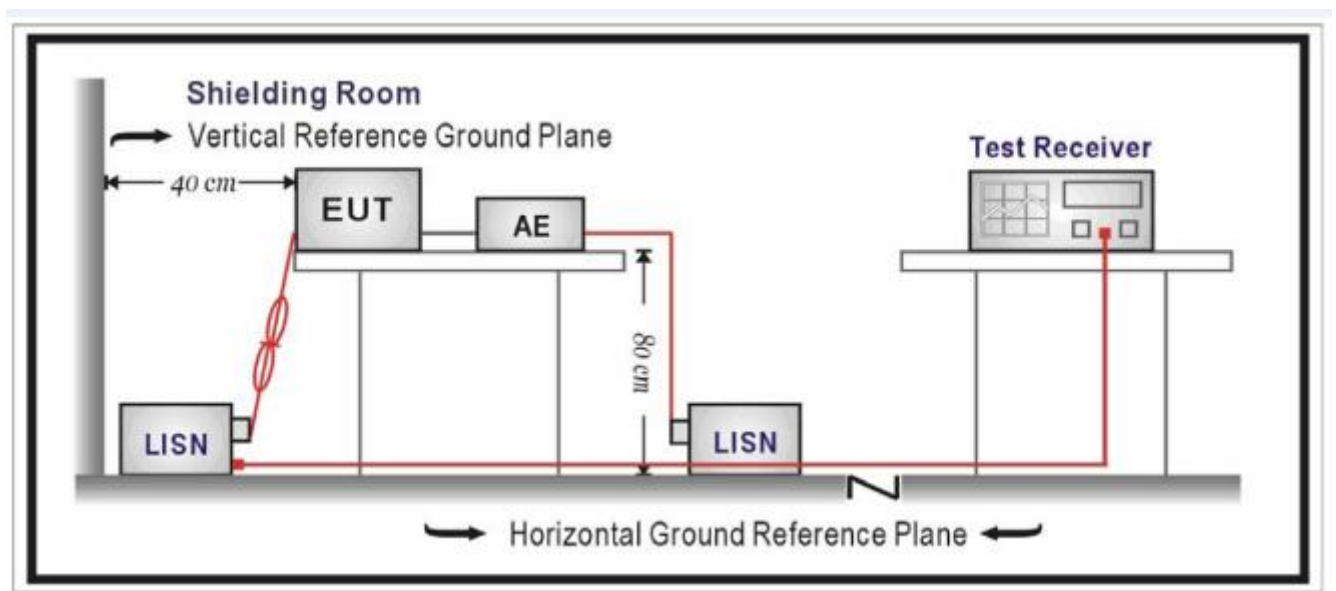 Shielding Room
Vertical Reference Ground Plane
Test Receiver
40 cm
EUT
AE
80 cm
LISN
LISN
Horizontal Ground Reference Plane